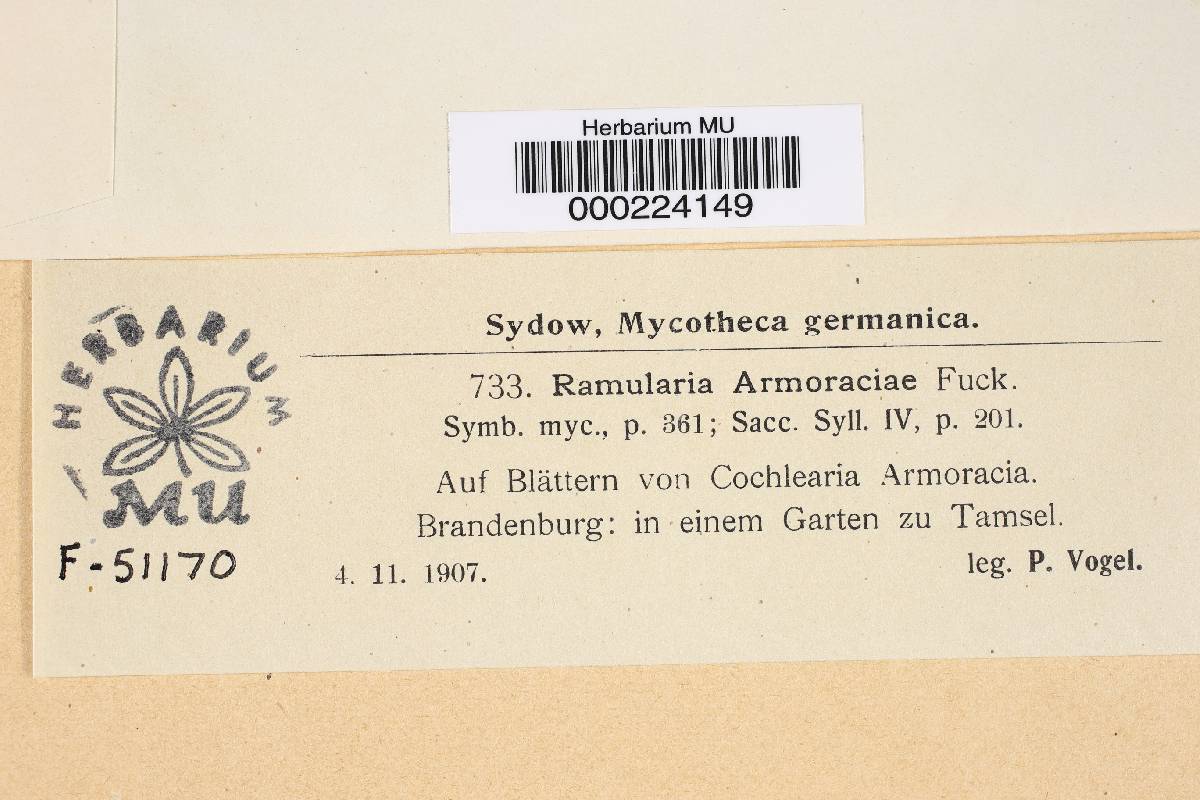 Herbarium MU
000224149
HERBARIUM
MU
F-51170
Sydow, Mycotheca germanica.
733. Ramularia Armoraciae Fuck.
Symb. myc., p. 361; Sacc. Syll. IV, p. 201.
Auf Blättern von Cochlearia Armoracia.
Brandenburg: in einem Garten zu Tamsel.
4. 11. 1907. leg. P. Vogel.